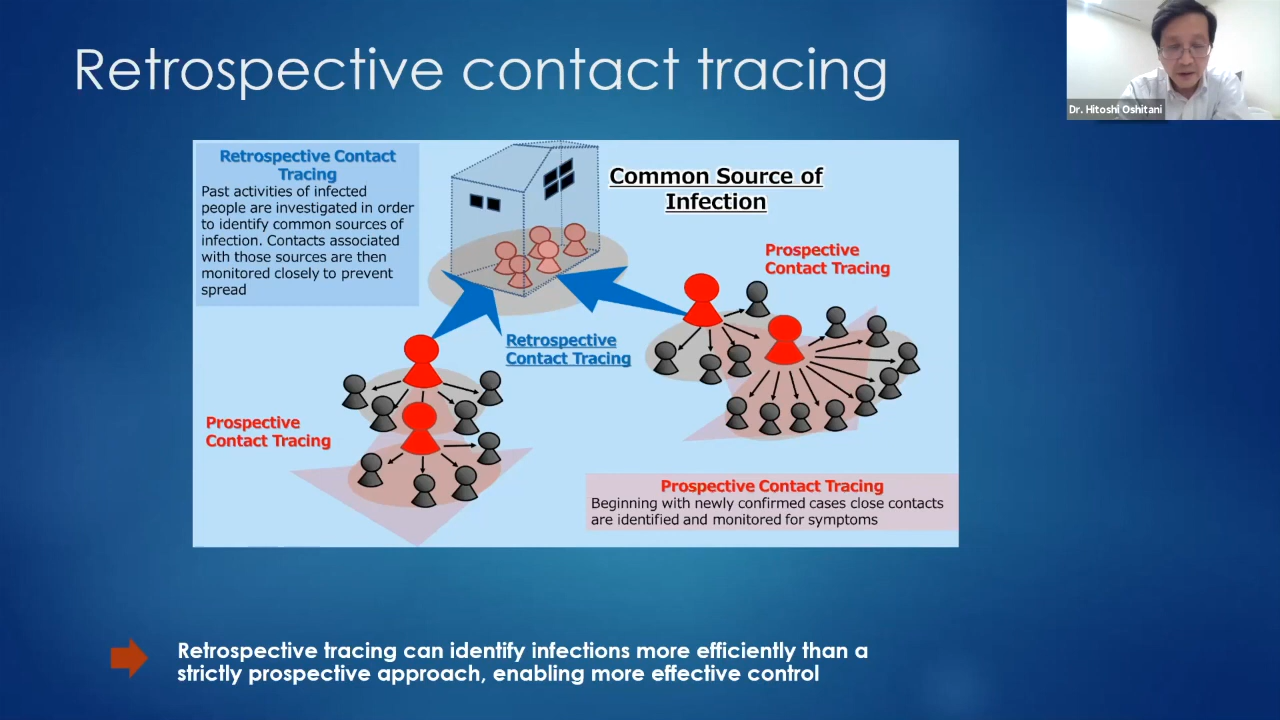 Retrospective contact tracing
Dr. Hitoshi Oshitani
Retrospective Contact
Tracing
Past activities of infected
people are investigated in order
to identify common sources of
infection. Contacts associated
with those sources are then
monitored closely to prevent
spread
Common Source of
Infection
Prospective
Contact Tracing
Retrospective
Contact Tracing
Prospective
Contact Tracing
Prospective Contact Tracing
Beginning with newly confirmed cases close contacts
are identified and monitored for symptoms
Retrospective tracing can identify infections more efficiently than a
strictly prospective approach, enabling more effective control